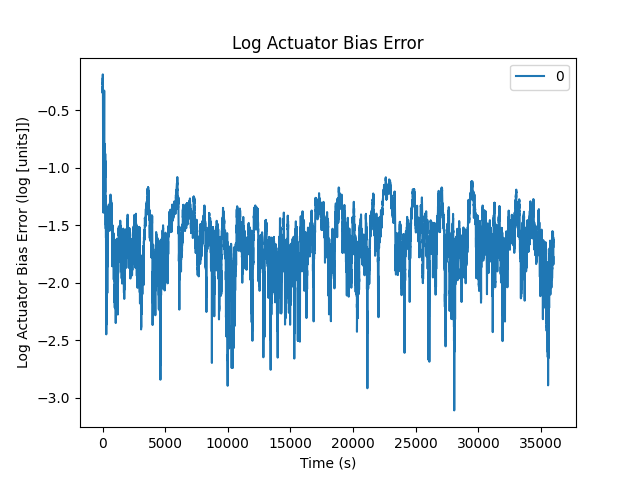 Log Actuator Bias Error
0
Log Actuator Bias Error (log [units]])
−0.5
−1.0
−1.5
−2.0
−2.5
−3.0
0 5000 10000 15000 20000 25000 30000 35000
Time (s)